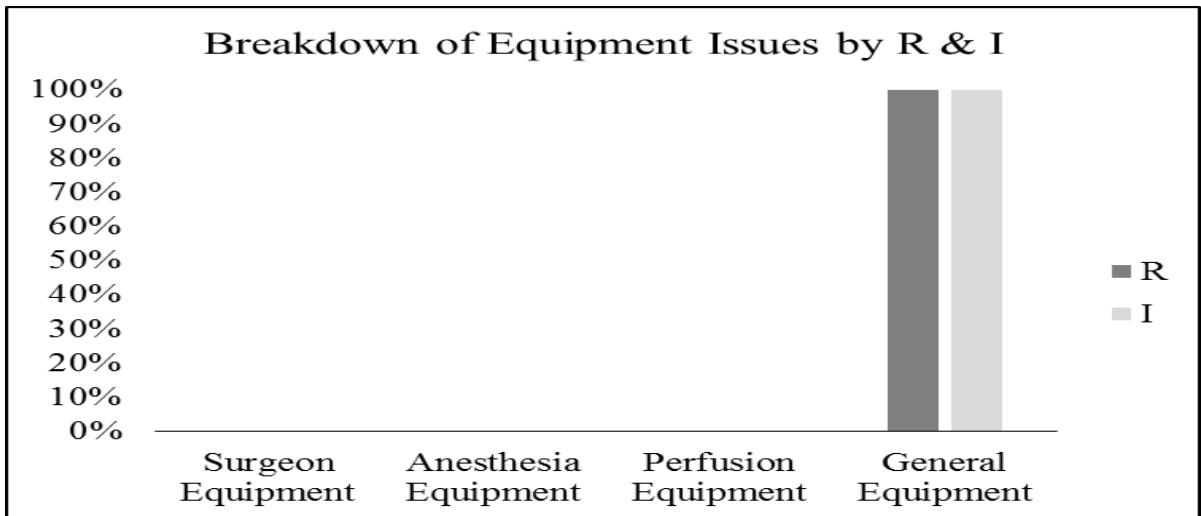 Breakdown of Equipment Issues by R & I
100%
90%
80%
70%
60%
50%
40%
30%
20%
10%
0%
Surgeon Equipment
Anesthesia Equipment
Perfusion Equipment
General Equipment
R
I